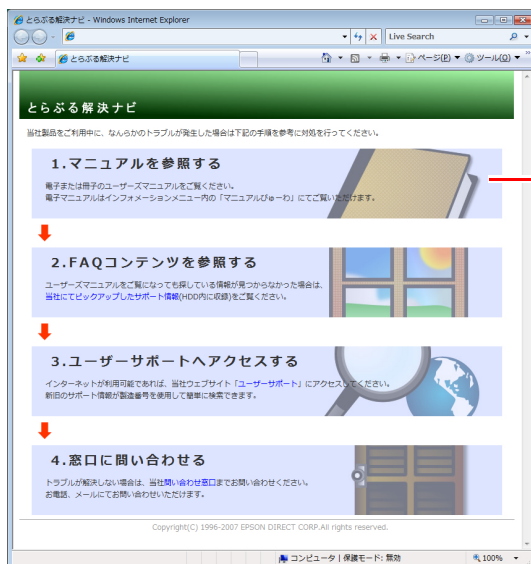 とらぶる解決ナビ - Windows Internet Explorer
Live Search
とらぶる解決ナビ
ページ(P) ツール(O)
とらぶる解決ナビ
当社製品をご利用中に、なんらかのトラブルが発生した場合は下記の手順を参考に対処を行ってください。
1.マニュアルを参照する
電子または冊子のユーザーズマニュアルをご覧ください。
電子マニュアルはインフォメーションメニュー内の「マニュアルびゅーわ」にてご覧いただけます。
2.FAQコンテンツを参照する
ユーザーズマニュアルをご覧になっても探している情報が見つからなかった場合は、
当社にてピックアップしたサポート情報(HDD内に収録)をご覧ください。
3.ユーザーサポートへアクセスする
インターネットが利用可能であれば、当社ウェブサイト「ユーザーサポート」にアクセスしてください。
新旧のサポート情報が製造番号を使用して簡単に検索できます。
4.窓口に問い合わせる
トラブルが解決しない場合は、当社問い合わせ窓口までお問い合わせください。
お電話、メールにてお問い合わせいただけます。
Copyright(C) 1996-2007 EPSON DIRECT CORP.All rights reserved.
コンピュータ | 保護モード: 無効
100%